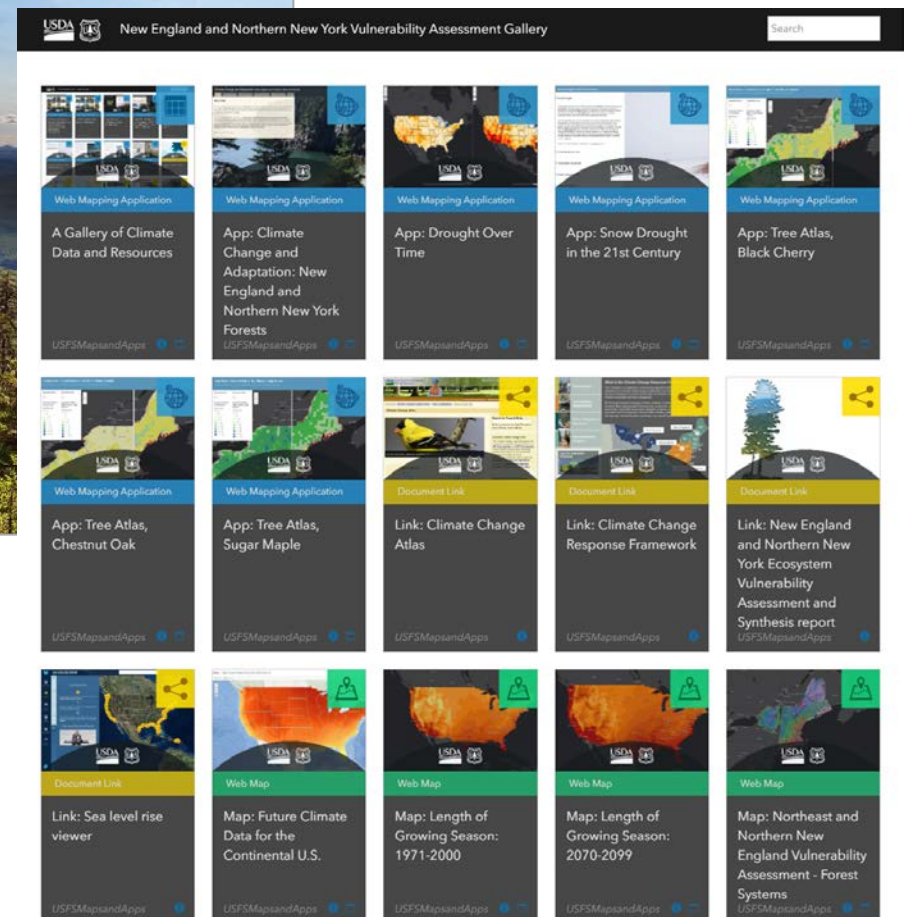 USDA
New England and Northern New York Vulnerability Assessment Gallery
Search
USDA
Web Mapping Application
A Gallery of Climate
Data and Resources
USFSMapsandApps
USDA
Web Mapping Application
App: Climate
Change and
Adaptation: New
England and
Northern New York
Forests
USFSMapsandApps
USDA
Web Mapping Application
App: Drought Over
Time
USFSMapsandApps
USDA
Web Mapping Application
App: Snow Drought
in the 21st Century
USFSMapsandApps
USDA
Web Mapping Application
App: Tree Atlas,
Black Cherry
USFSMapsandApps
USDA
Web Mapping Application
App: Tree Atlas,
Chestnut Oak
USFSMapsandApps
USDA
Web Mapping Application
App: Tree Atlas,
Sugar Maple
USFSMapsandApps
USDA
Document Link
Link: Climate Change
Atlas
USFSMapsandApps
USDA
Document Link
Link: Climate Change
Response Framework
USFSMapsandApps
USDA
Document Link
Link: New England
and Northern New
York Ecosystem
Vulnerability
Assessment and
Synthesis report
USFSMapsandApps
USDA
Document Link
Link: Sea level rise
viewer
USFSMapsandApps
USDA
Web Map
Map: Future Climate
Data for the
Continental U.S.
USFSMapsandApps
USDA
Web Map
Map: Length of
Growing Season:
1971-2000
USFSMapsandApps
USDA
Web Map
Map: Length of
Growing Season:
2070-2099
USFSMapsandApps
USDA
Web Map
Map: Northeast and
Northern New
England Vulnerability
Assessment - Forest
Systems
USFSMapsandApps